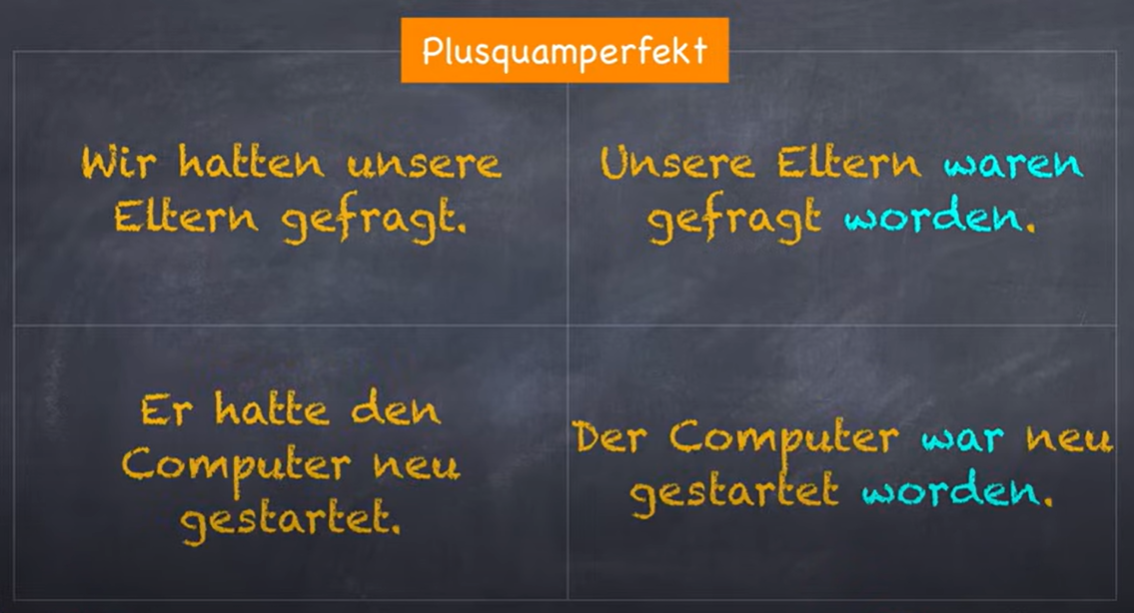 Plusquamperfekt
Wir hatten unsere
Eltern gefragt.
Unsere Eltern waren
gefragt worden.
Er hatte den
Computer neu
gestartet.
Der Computer war neu
gestartet worden.